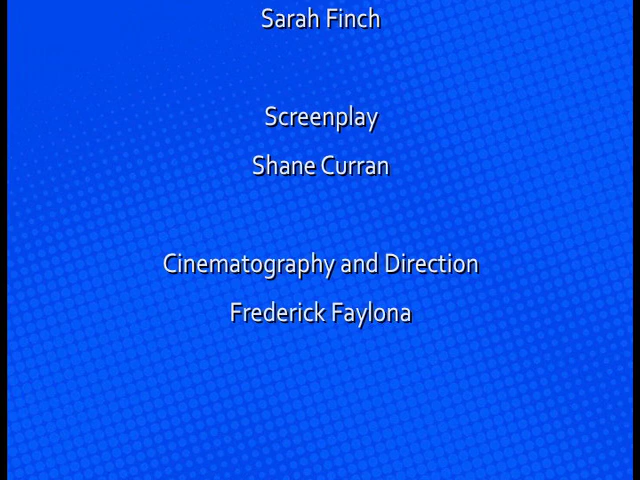 Sarah Finch
Screenplay
Shane Curran
Cinematography and Direction
Frederick Faylona